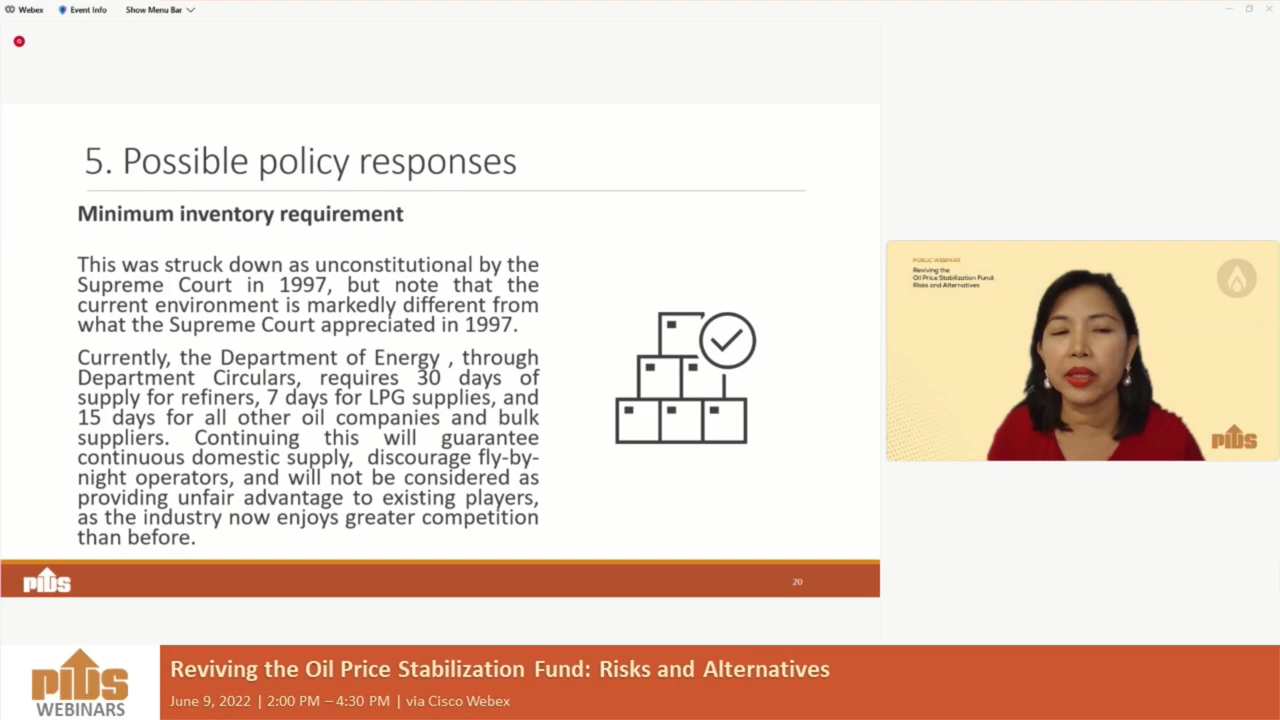 Webex
Event Info
Show Menu Bar
5. Possible policy responses
Minimum inventory requirement
This was struck down as unconstitutional by the
Supreme Court in 1997, but note that the
current environment is markedly different from
what the Supreme Court appreciated in 1997.
Currently, the Department of Energy , through
Department Circulars, requires 30 days of
supply for refiners, 7 days for LPG supplies, and
15 days for all other oil companies and bulk
suppliers. Continuing this will guarantee
continuous domestic supply, discourage fly-by-
night operators, and will not be considered as
providing unfair advantage to existing players,
as the industry now enjoys greater competition
than before.
PIDS
20
PUBLIC WEBINAR
Reviving the
Oil Price Stabilization Fund:
Risks and Alternatives
PIDS
PIDS
WEBINARS
Reviving the Oil Price Stabilization Fund: Risks and Alternatives
June 9, 2022 | 2:00 PM – 4:30 PM | via Cisco Webex